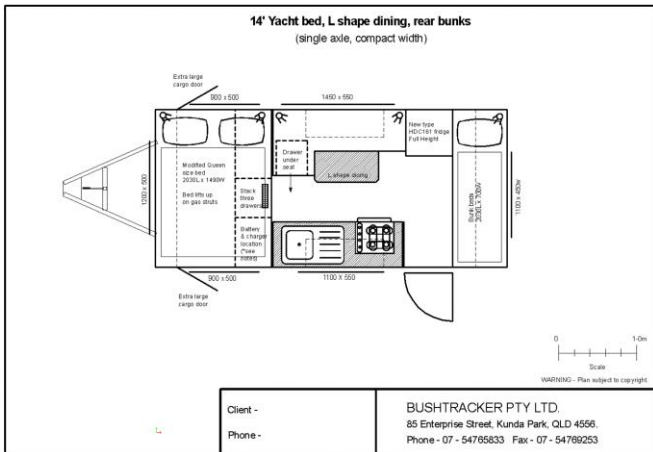 14' Yacht bed, L shape dining, rear bunks
(single axle, compact width)
Extra large
cargo door
900 x 500
1450 x 550
New type
HDC161 fridge
Full Height
Drawer
under
seat
L shape dining
Modified Queen
size bed
2030L x 1490W
Bed lifts up
on gas struts
Stack
three
drawers
Battery
& charger
location
(*see
notes)
1200 x 500
Bunk beds
2030L x 700W
1100 x 450
900 x 500
1100 X 550
Extra large
cargo door
0
1.0m
Scale
WARNING - Plan subject to copyright
Client -
Phone -
BUSHTRACKER PTY LTD.
85 Enterprise Street, Kunda Park, QLD 4556.
Phone - 07 - 54765833 Fax - 07 - 54769253